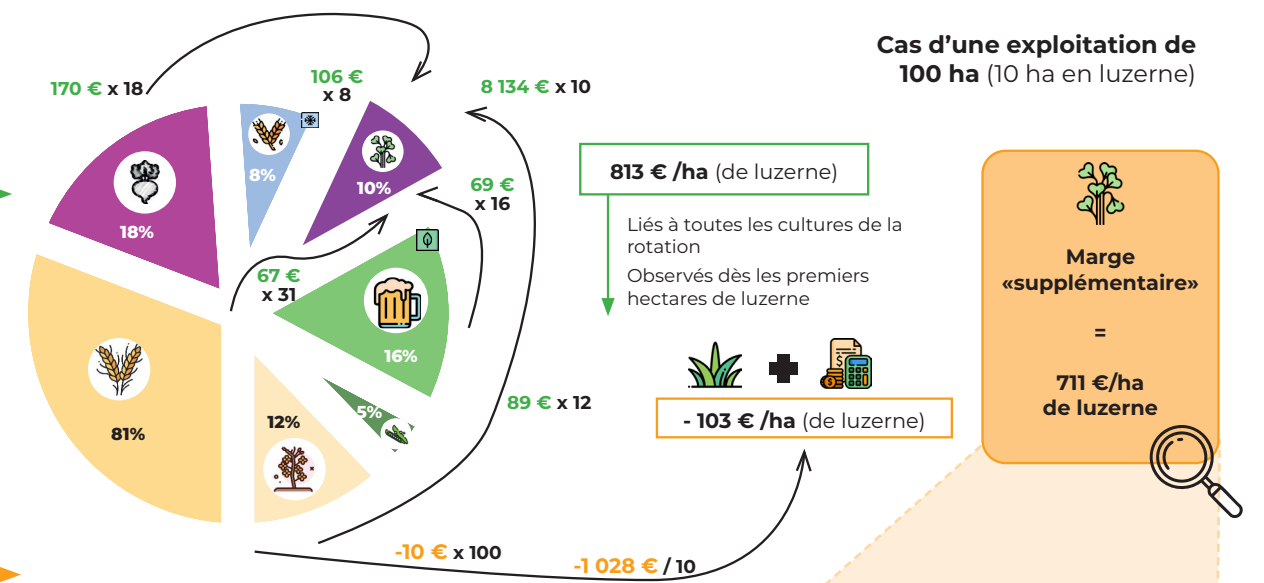 Cas d'une exploitation de
100 ha (10 ha en luzerne)
170 € x 18
106 €
x 8
8 134 € x 10
8%
10%
18%
69 €
x 16
67 €
x 31
16%
81%
12%
5%
89 € x 12
-10 € x 100
-1 028 € / 10
813 € /ha (de luzerne)
Liés à toutes les cultures de la
rotation
Observés dès les premiers
hectares de luzerne
- 103 € /ha (de luzerne)
Marge
«supplémentaire»
=
711 €/ha
de luzerne